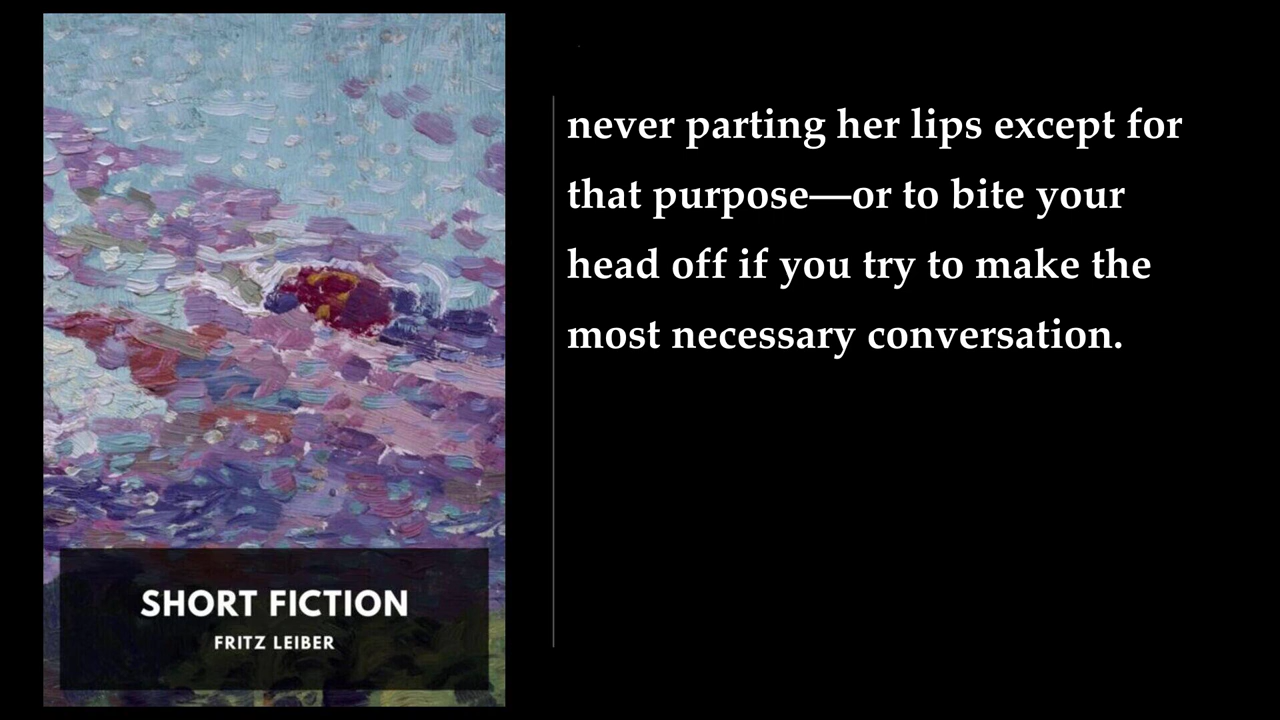 SHORT FICTION
FRITZ LEIBER
never parting her lips except for
that purpose—or to bite your
head off if you try to make the
most necessary conversation.